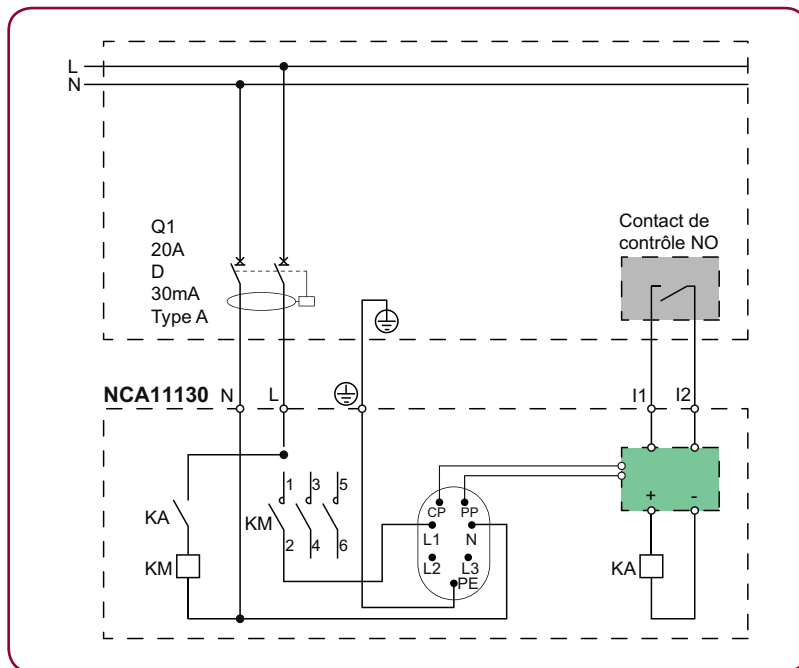 L
N
Q1
20A
D
30mA
Type A
Contact de
contrôle NO
NCA11130 N L I1 I2
1 3 5
KA KM
2 4 6
KM
CP PP
L1 N
L2 L3
PE
+ -
KA